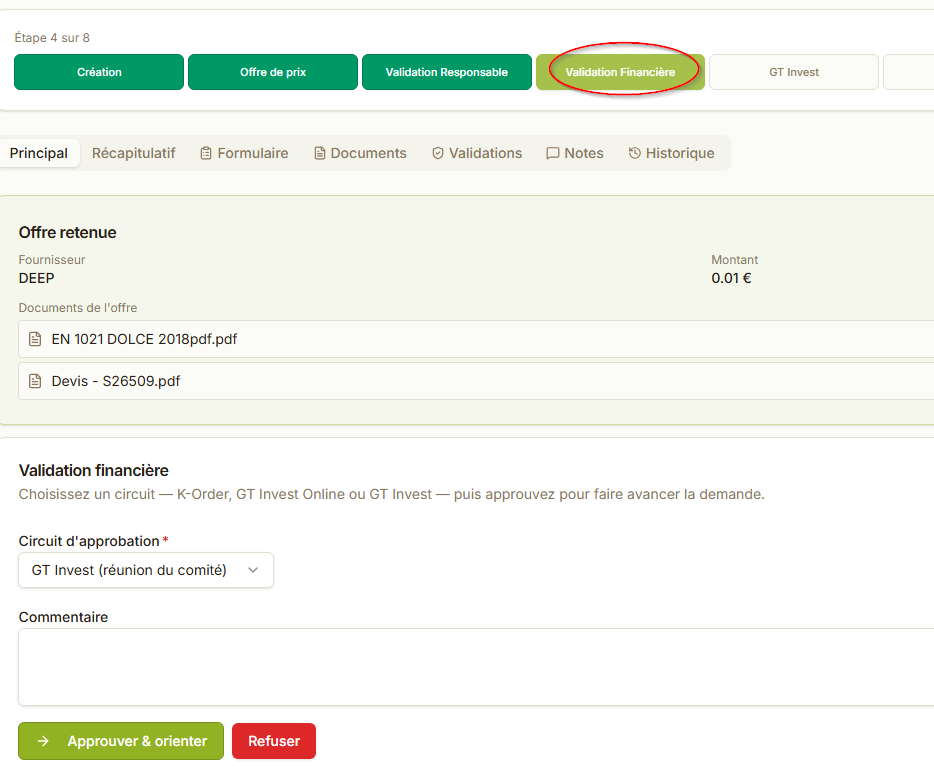 Étape 4 sur 8
Création Offre de prix Validation Responsable Validation Financière GT Invest
Principal Récapitulatif Formulaire Documents Validations Notes Historique
Offre retenue
Fournisseur Montant
DEEP 0.01 €
Documents de l'offre
EN 1021 DOLCE 2018pdf.pdf
Devis - S26509.pdf
Validation financière
Choisissez un circuit — K-Order, GT Invest Online ou GT Invest — puis approuvez pour faire avancer la demande.
Circuit d'approbation *
GT Invest (réunion du comité)
Commentaire
Approuver & orienter Refuser